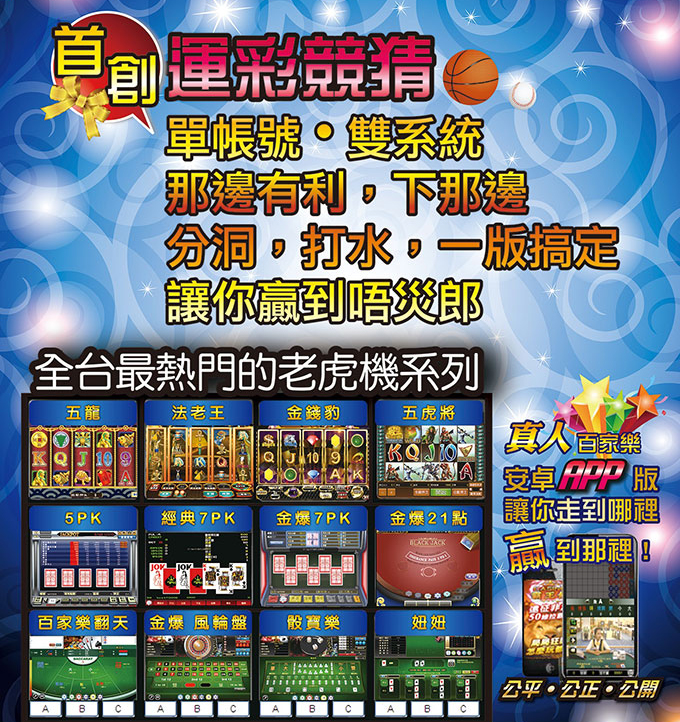 首創
運彩競猜
單帳號•雙系統
那邊有利，下那邊
分洞，打水，一版搞定
讓你贏到唔災郎
全台最熱門的老虎機系列
五龍 法老王 金錢豹 五虎將
5PK 經典7PK 金爆7PK 金爆21點
BLACK JACK
百家樂翻天 金爆 風輪盤 骰寶樂 妞妞
BACCARAT
A B C A B C A B C A B C
真人百家樂
安卓APP版
讓你走到哪裡
贏到那裡！
公平•公正•公開